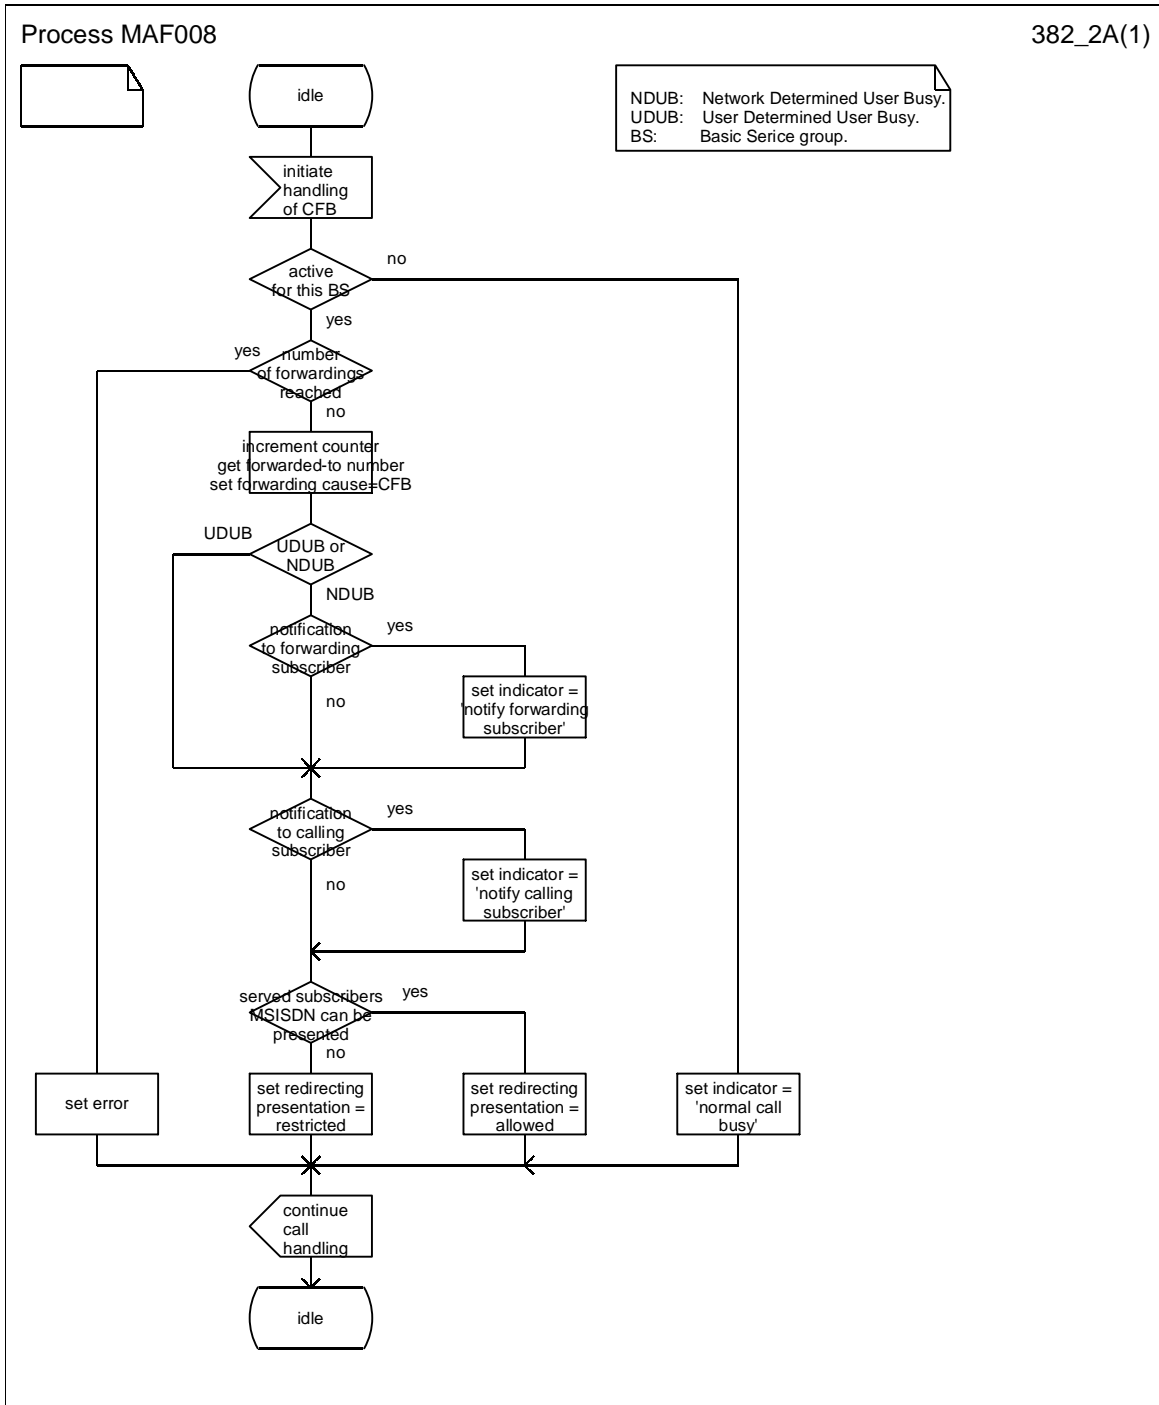 Process MAF008
382_2A(1)
idle
NDUB: Network Determined User Busy.
UDUB: User Determined User Busy.
BS: Basic Serice group.
initiate
handling
of CFB
active
for this BS
no
yes
number
of forwardings
reached
yes
no
increment counter
get forwarded-to number
set forwarding cause=CFB
UDUB or
NDUB
UDUB
NDUB
notification
to forwarding
subscriber
yes
no
set indicator =
'notify forwarding
subscriber'
notification
to calling
subscriber
yes
no
set indicator =
'notify calling
subscriber'
served subscribers
MSISDN can be
presented
yes
no
set error
set redirecting
presentation =
restricted
set redirecting
presentation =
allowed
set indicator =
'normal call
busy'
continue
call
handling
idle